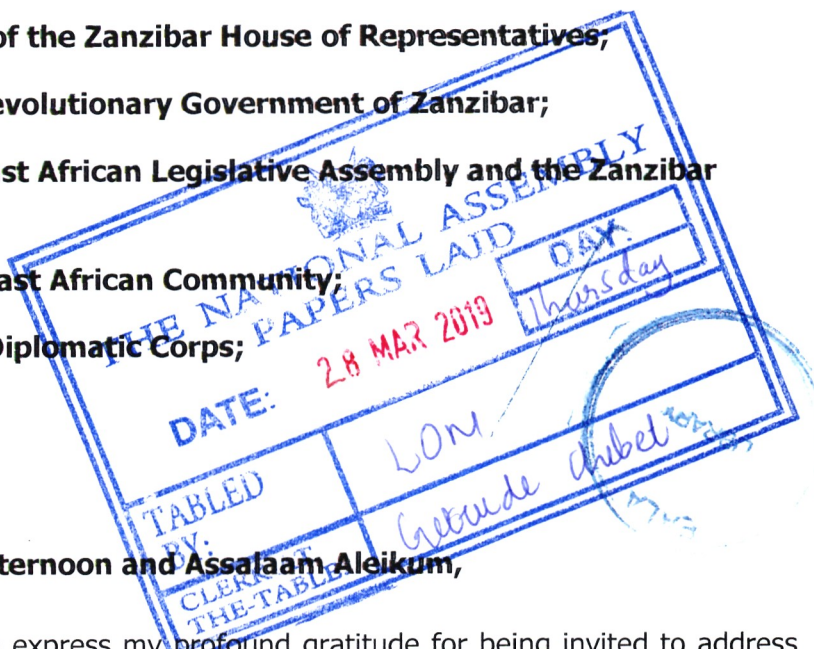 of the Zanzibar House of Representatives;
evolutionary Government of Zanzibar;
st African Legislative Assembly and the Zanzibar
ast African Community;
Diplomatic Corps;
ternoon and Assalaam Aleikum,
express my profound gratitude for being invited to address
THE NATIONAL ASSEMBLY
PAPERS LAID
DAY:
Thursday
28 MAR 2019
DATE:
TABLED
BY:
LOM
CLERK AT
THE-TABLE
Getrude Chebet
LIBRARY